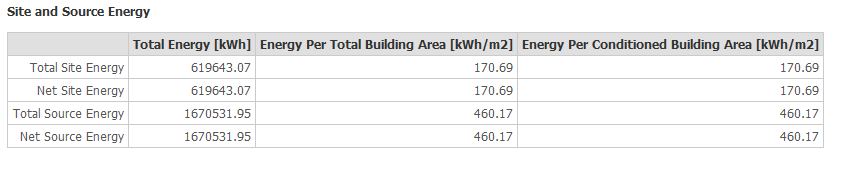 Site and Source Energy
Total Energy [kWh] Energy Per Total Building Area [kWh/m2] Energy Per Conditioned Building Area [kWh/m2]
Total Site Energy 619643.07 170.69 170.69
Net Site Energy 619643.07 170.69 170.69
Total Source Energy 1670531.95 460.17 460.17
Net Source Energy 1670531.95 460.17 460.17